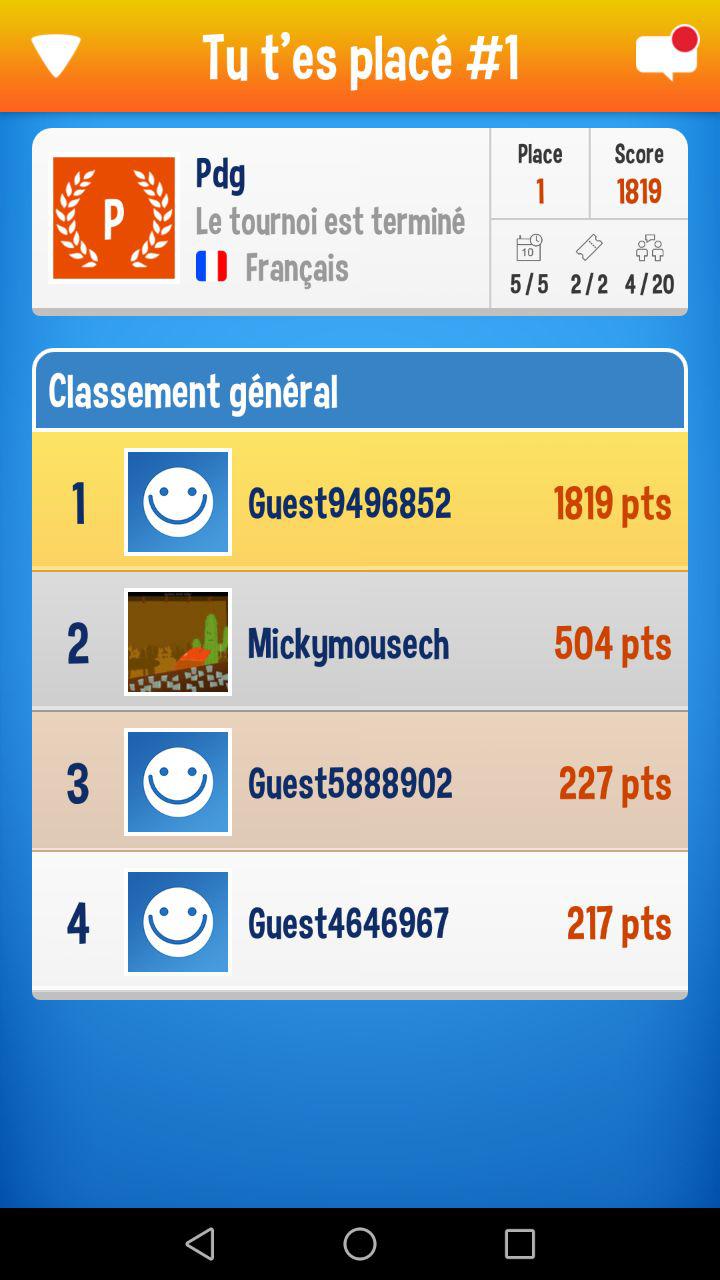 Tu t'es placé #1
P
Pdg
Le tournoi est terminé
Français
Place
1
Score
1819
10
5/5
2/2
4/20
Classement général
1 Guest9496852 1819 pts
2 Mickymousech 504 pts
3 Guest5888902 227 pts
4 Guest4646967 217 pts